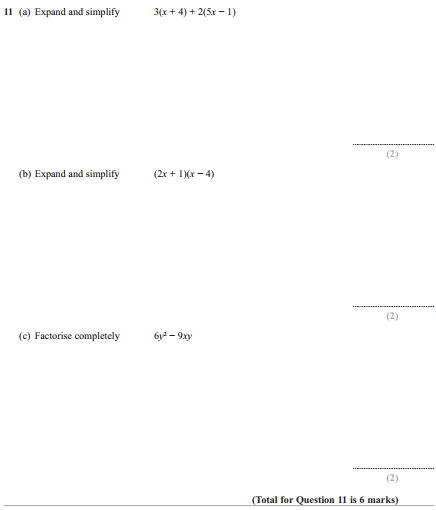 11 (a) Expand and simplify 3(x + 4) + 2(5x − 1)
(2)
(b) Expand and simplify (2x + 1)(x − 4)
(2)
(c) Factorise completely 6y² − 9xy
(2)
(Total for Question 11 is 6 marks)